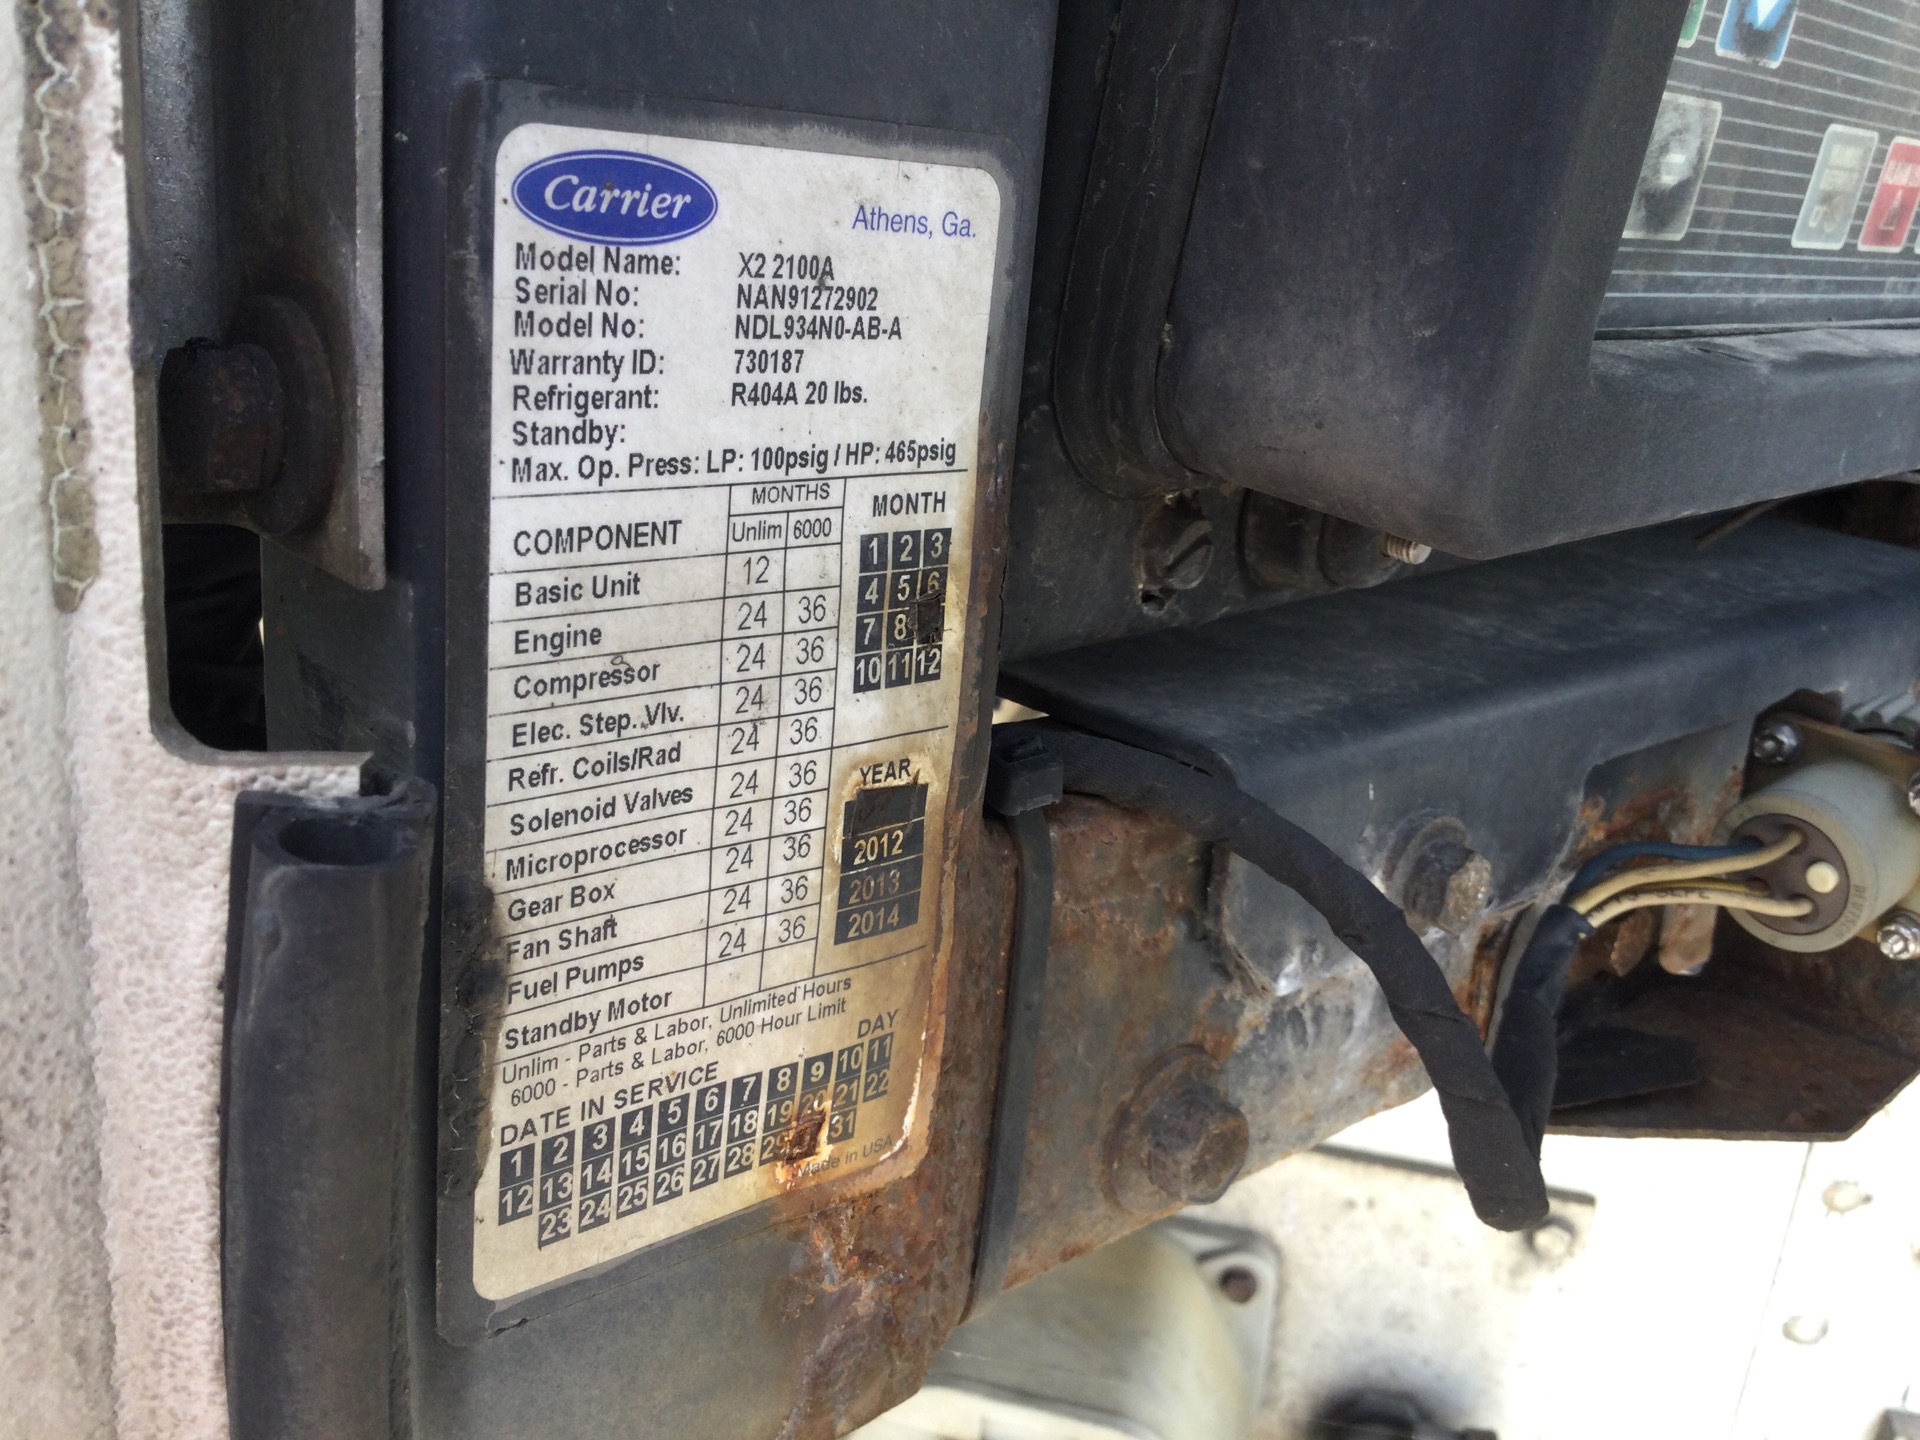 Carrier
Athens, Ga.
Model Name: X2 2100A
Serial No: NAN91272902
Model No: NDL934N0-AB-A
Warranty ID: 730187
Refrigerant: R404A 20 lbs.
Standby:
Max. Op. Press: LP: 100psig / HP: 465psig
COMPONENT MONTHS
Unlim 6000
Basic Unit 12
Engine 24 36
Compressor 24 36
Elec. Step. Vlv. 24 36
Refr. Coils/Rad 24 36
Solenoid Valves 24 36
Microprocessor 24 36
Gear Box 24 36
Fan Shaft 24 36
Fuel Pumps 24 36
Standby Motor
MONTH
1 2 3
4 5 6
7 8
10 11 12
YEAR
2012
2013
2014
Unlim - Parts & Labor, Unlimited Hours
6000 - Parts & Labor, 6000 Hour Limit
DATE IN SERVICE DAY
1 2 3 4 5 6 7 8 9 10 11
12 13 14 15 16 17 18 19 20 21 22
23 24 25 26 27 28 29 31
Made in USA